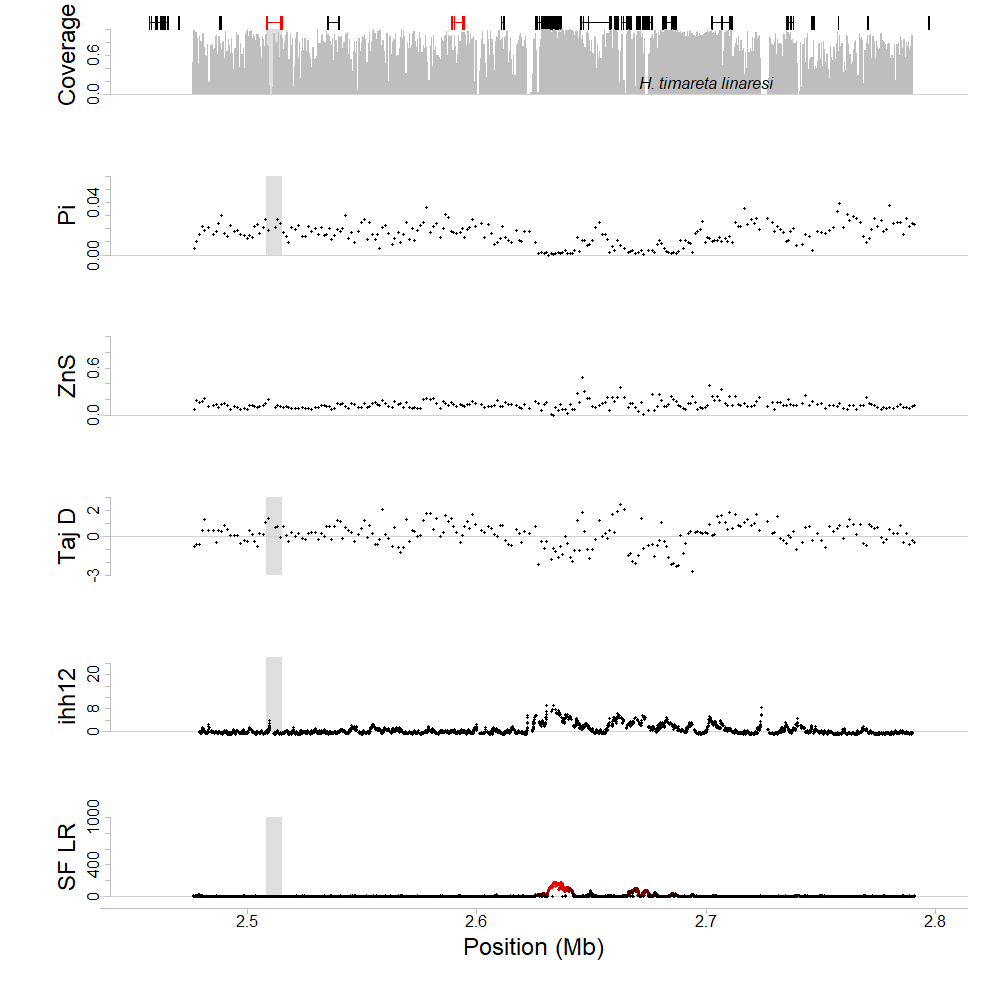 Coverage
0.0 0.6
H. timareta linaresi
Pi
0.00 0.04
ZnS
0.0 0.6
Taj D
-3 0 2
ihh12
0 8 20
SF LR
0 400 1000
2.5 2.6 2.7 2.8
Position (Mb)